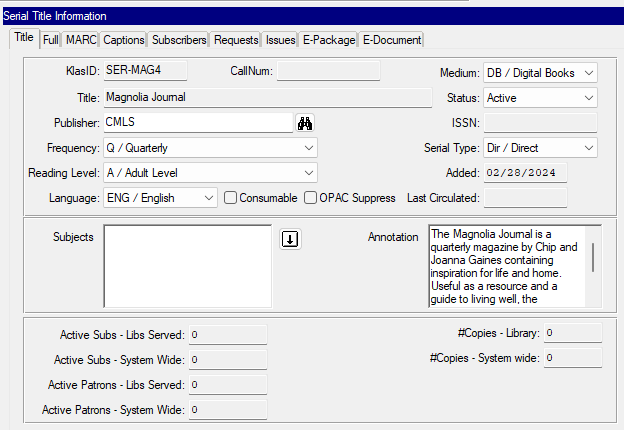 Serial Title Information
Title Full MARC Captions Subscribers Requests Issues E-Package E-Document
KlasID: SER-MAG4 CallNum: Medium: DB / Digital Books
Title: Magnolia Journal Status: Active
Publisher: CMLS ISSN:
Frequency: Q / Quarterly Serial Type: Dir / Direct
Reading Level: A / Adult Level Added: 02/28/2024
Language: ENG / English Consumable OPAC Suppress Last Circulated:
Subjects Annotation The Magnolia Journal is a
quarterly magazine by Chip and
Joanna Gaines containing
inspiration for life and home.
Useful as a resource and a
guide to living well, the
Active Subs - Libs Served: 0 #Copies - Library: 0
Active Subs - System Wide: 0 #Copies - System wide: 0
Active Patrons - Libs Served: 0
Active Patrons - System Wide: 0